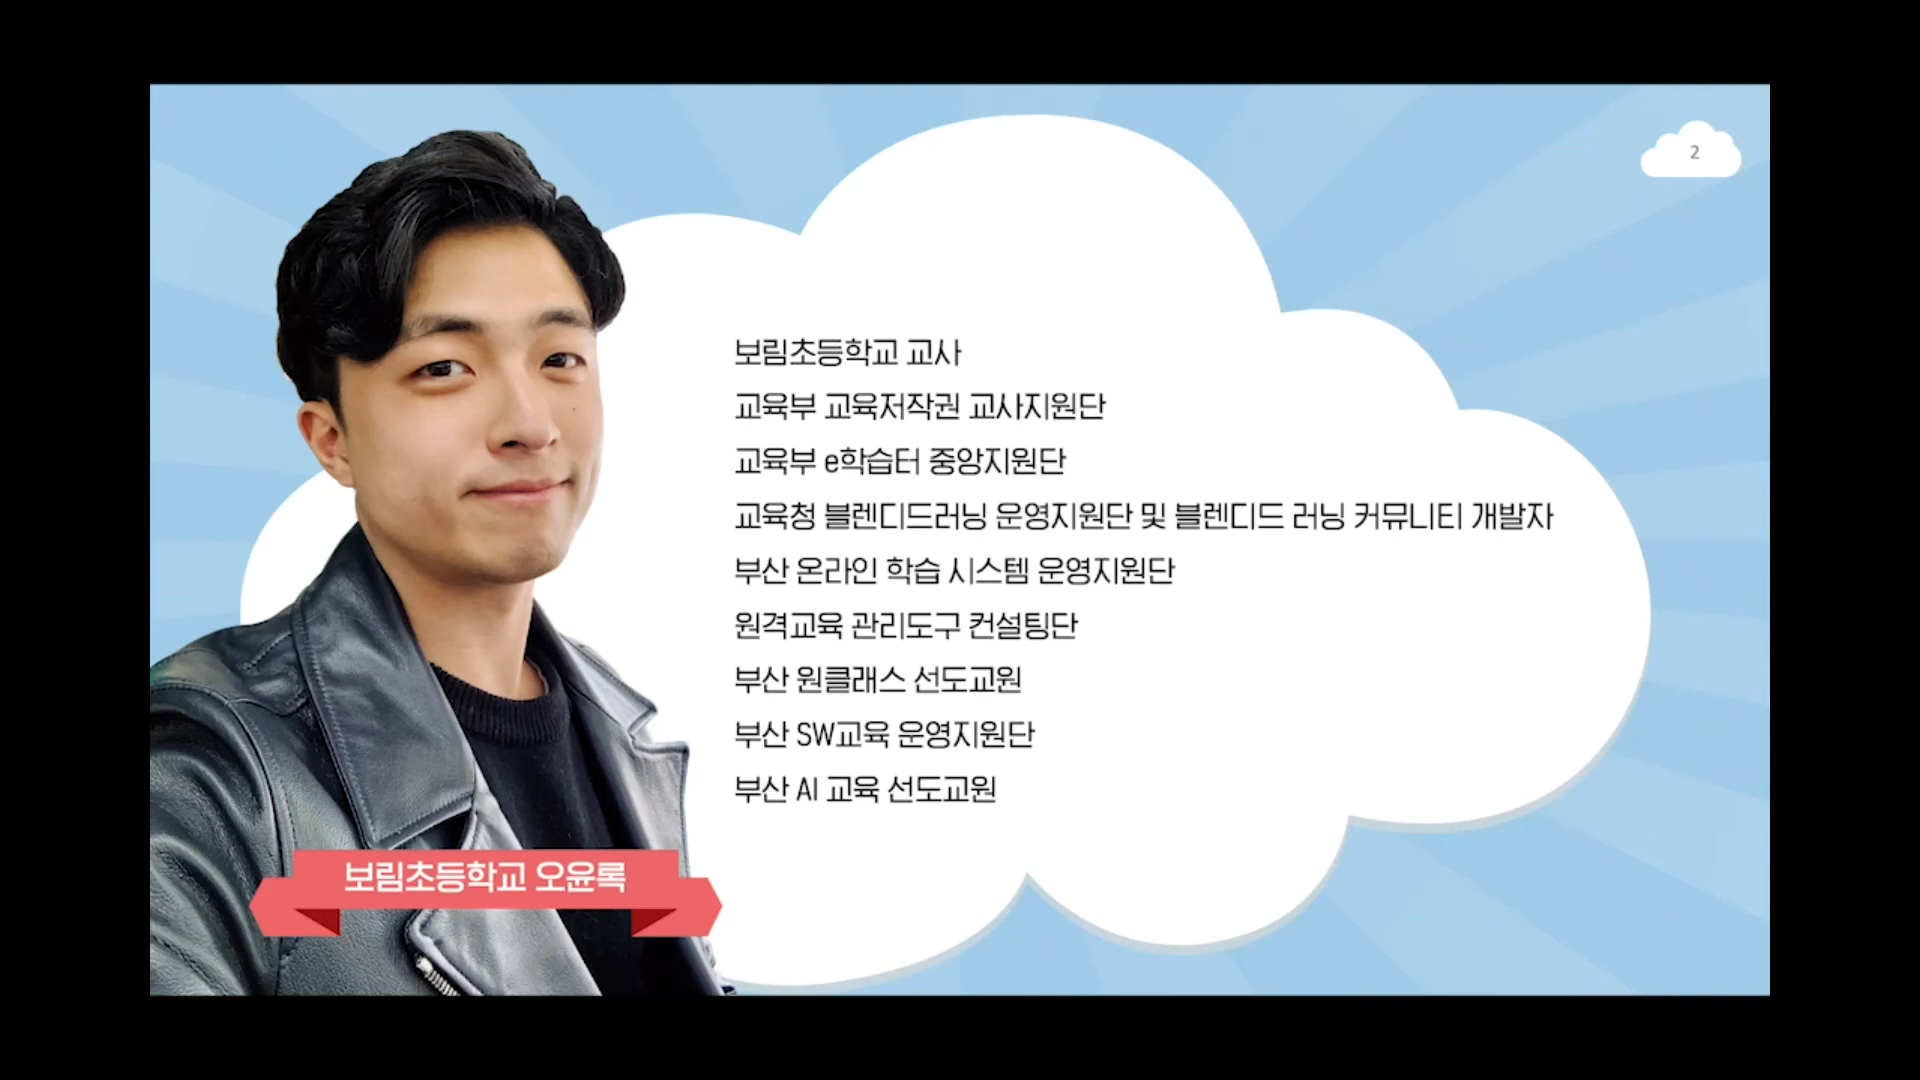 2
보림초등학교 교사
교육부 교육저작권 교사지원단
교육부 e학습터 중앙지원단
교육청 블렌디드러닝 운영지원단 및 블렌디드 러닝 커뮤니티 개발자
부산 온라인 학습 시스템 운영지원단
원격교육 관리도구 컨설팅단
부산 원클래스 선도교원
부산 SW교육 운영지원단
부산 AI 교육 선도교원
보림초등학교 오윤록